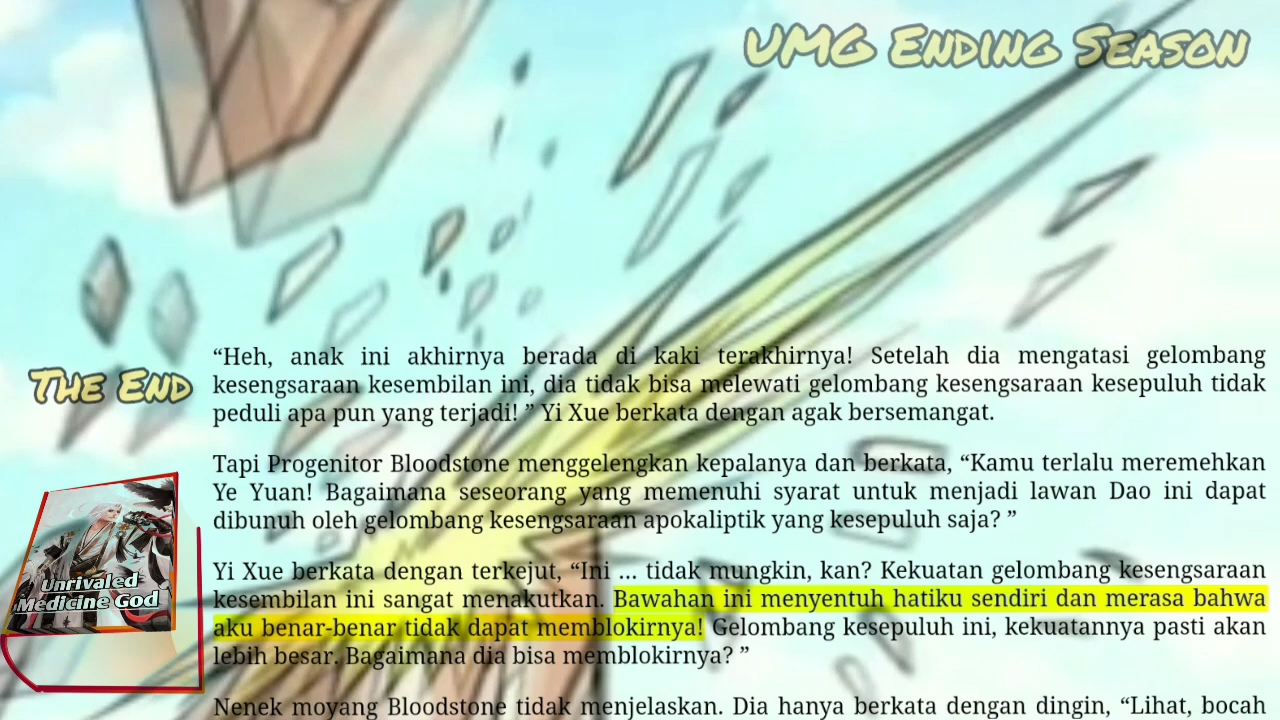 UMG Ending Season
“Heh, anak ini akhirnya berada di kaki terakhirnya! Setelah dia mengatasi gelombang
kesengsaraan kesembilan ini, dia tidak bisa melewati gelombang kesengsaraan kesepuluh tidak
peduli apa pun yang terjadi! ” Yi Xue berkata dengan agak bersemangat.
The End
Tapi Progenitor Bloodstone menggelengkan kepalanya dan berkata, “Kamu terlalu meremehkan
Ye Yuan! Bagaimana seseorang yang memenuhi syarat untuk menjadi lawan Dao ini dapat
dibunuh oleh gelombang kesengsaraan apokaliptik yang kesepuluh saja? ”
Yi Xue berkata dengan terkejut, “Ini ... tidak mungkin, kan? Kekuatan gelombang kesengsaraan
kesembilan ini sangat menakutkan. Bawahan ini menyentuh hatiku sendiri dan merasa bahwa
aku benar-benar tidak dapat memblokirnya! Gelombang kesepuluh ini, kekuatannya pasti akan
lebih besar. Bagaimana dia bisa memblokirnya? ”
Unrivaled
Medicine God
Nenek moyang Bloodstone tidak menjelaskan. Dia hanya berkata dengan dingin, “Lihat, bocah